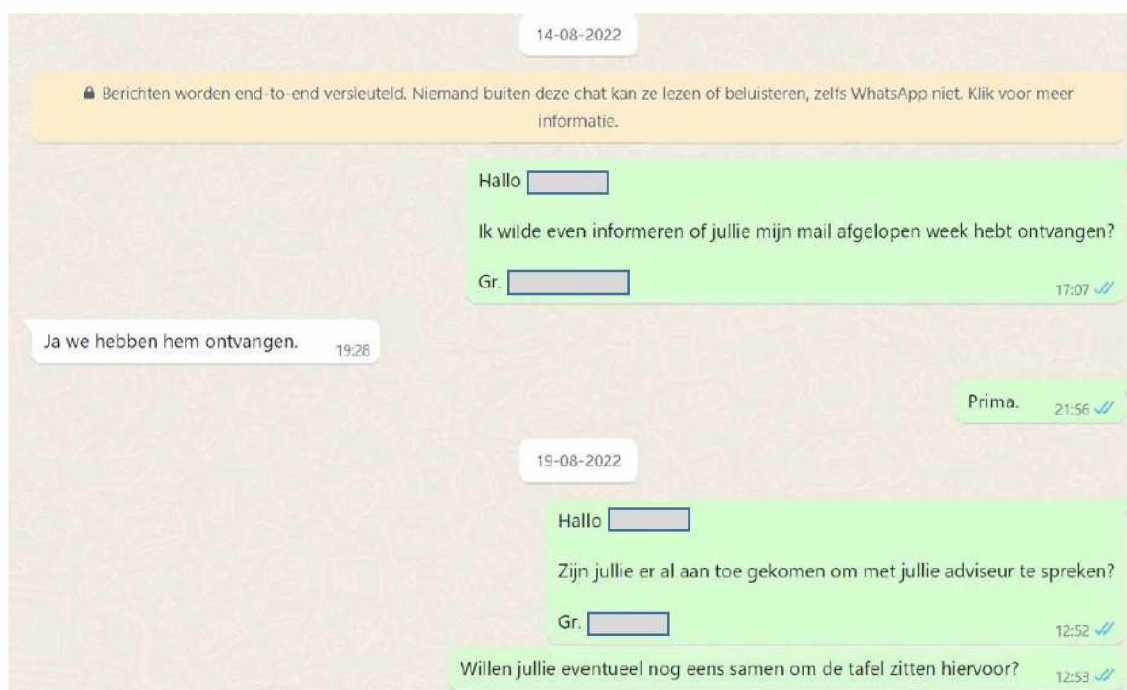 14-08-2022
Berichten worden end-to-end versleuteld. Niemand buiten deze chat kan ze lezen of beluisteren, zelfs WhatsApp niet. Klik voor meer
informatie.
Hallo
Ik wilde even informeren of jullie mijn mail afgelopen week hebt ontvangen?
Gr.
17:07
Ja we hebben hem ontvangen.
19:28
Prima.
21:56
19-08-2022
Hallo
Zijn jullie er al aan toe gekomen om met jullie adviseur te spreken?
Gr.
12:52
Willen jullie eventueel nog eens samen om de tafel zitten hiervoor?
12:53